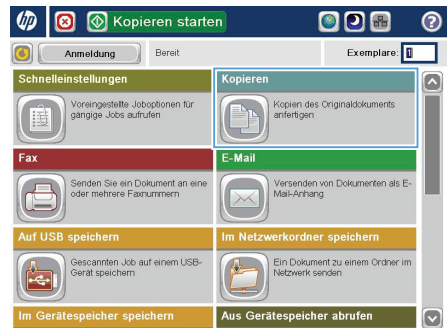 hp
Kopieren starten
?
Anmeldung
Bereit
Exemplare: 1
Schnelleinstellungen
Voreingestellte Joboptionen für
gängige Jobs aufrufen
Kopieren
Kopien des Originaldokuments
anfertigen
Fax
Senden Sie ein Dokument an eine
oder mehrere Faxnummern
E-Mail
Versenden von Dokumenten als E-
Mail-Anhang
Auf USB speichern
Gescannten Job auf einem USB-
Gerät speichern
Im Netzwerkordner speichern
Ein Dokument zu einem Ordner im
Netzwerk senden
Im Gerätespeicher speichern
Aus Gerätespeicher abrufen